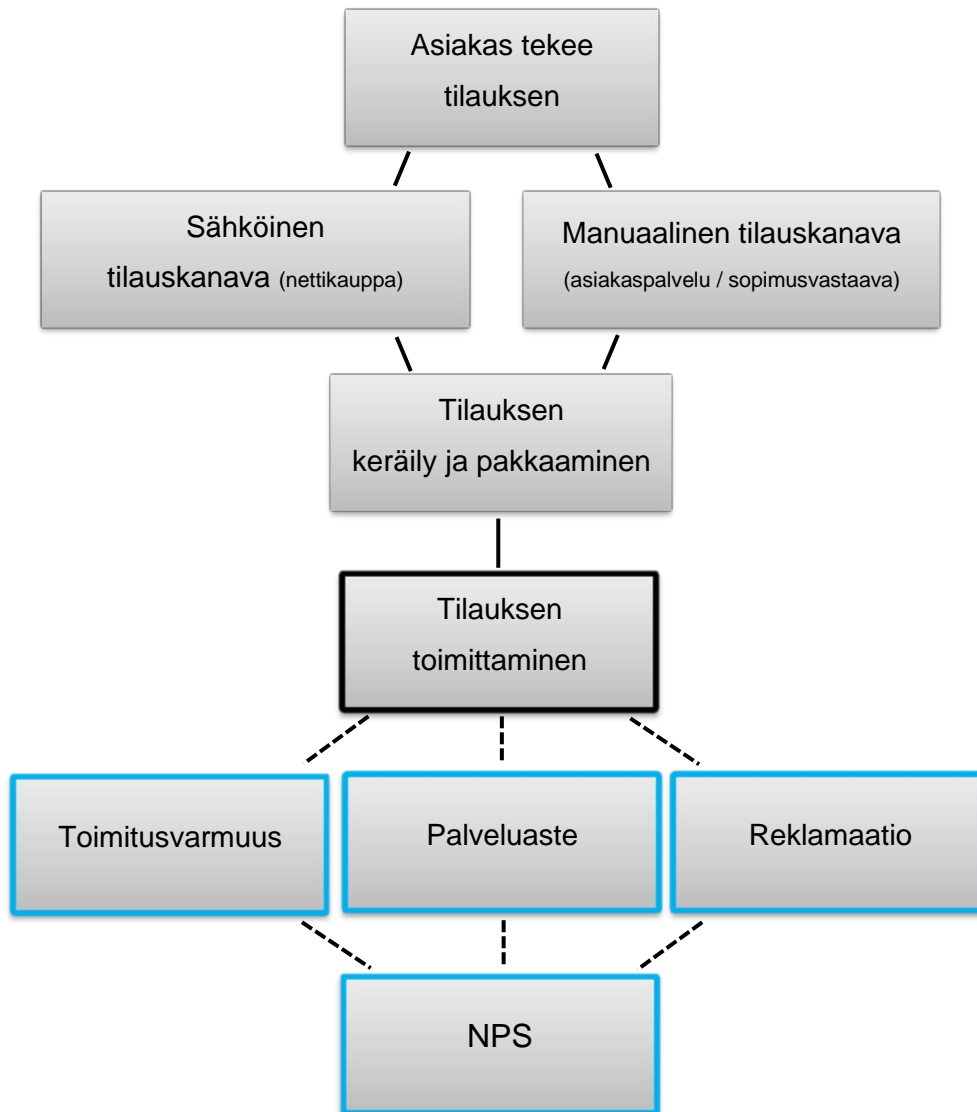 Asiakas tekee
tilauksen
Sähköinen
tilauskanava (nettikauppa)
Manuaalinen tilauskanava
(asiakaspalvelu / sopimusvastaava)
Tilauksen
keräily ja pakkaaminen
Tilauksen
toimittaminen
Toimitusvarmuus
Palveluaste
Reklamaatio
NPS